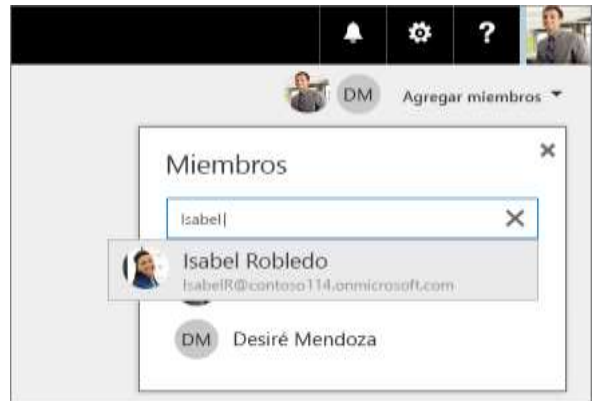 ?
DM Agregar miembros
Miembros
Isabel
Isabel Robledo
IsabelR@contoso114.onmicrosoft.com
DM Desiré Mendoza